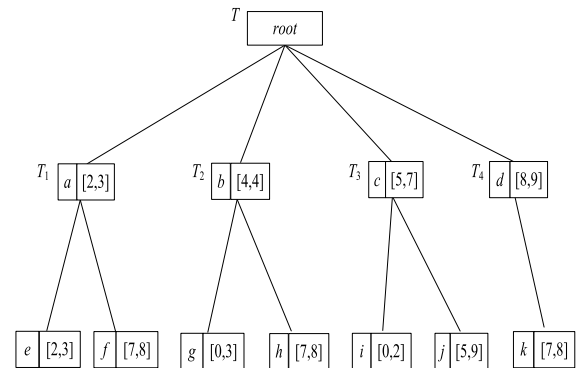 T
root
T1 a [2,3] T2 b [4,4] T3 c [5,7] T4 d [8,9]
e [2,3] f [7,8] g [0,3] h [7,8] i [0,2] j [5,9] k [7,8]